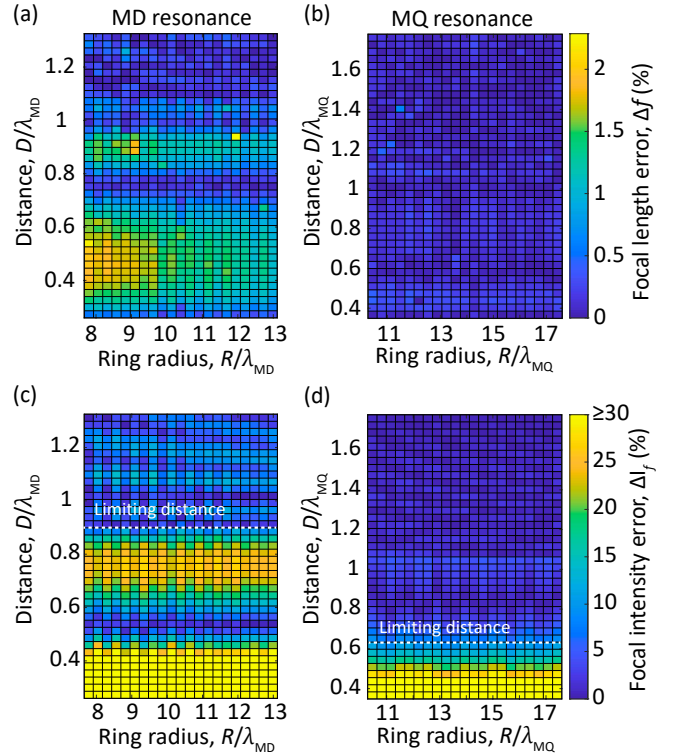 (a) MD resonance
(b) MQ resonance
Distance, D/λMD
1.2
1
0.8
0.6
0.4
8 9 10 11 12 13
Ring radius, R/λMD
Distance, D/λMQ
1.6
1.4
1.2
1
0.8
0.6
0.4
11 13 15 17
Ring radius, R/λMQ
2
1.5
1
0.5
0
Focal length error, Δf (%)
(c)
Distance, D/λMD
1.2
1
0.8
0.6
0.4
Limiting distance
8 9 10 11 12 13
Ring radius, R/λMD
(d)
Distance, D/λMQ
1.6
1.4
1.2
1
0.8
0.6
0.4
Limiting distance
11 13 15 17
Ring radius, R/λMQ
≥30
25
20
15
10
5
0
Focal intensity error, ΔIf (%)